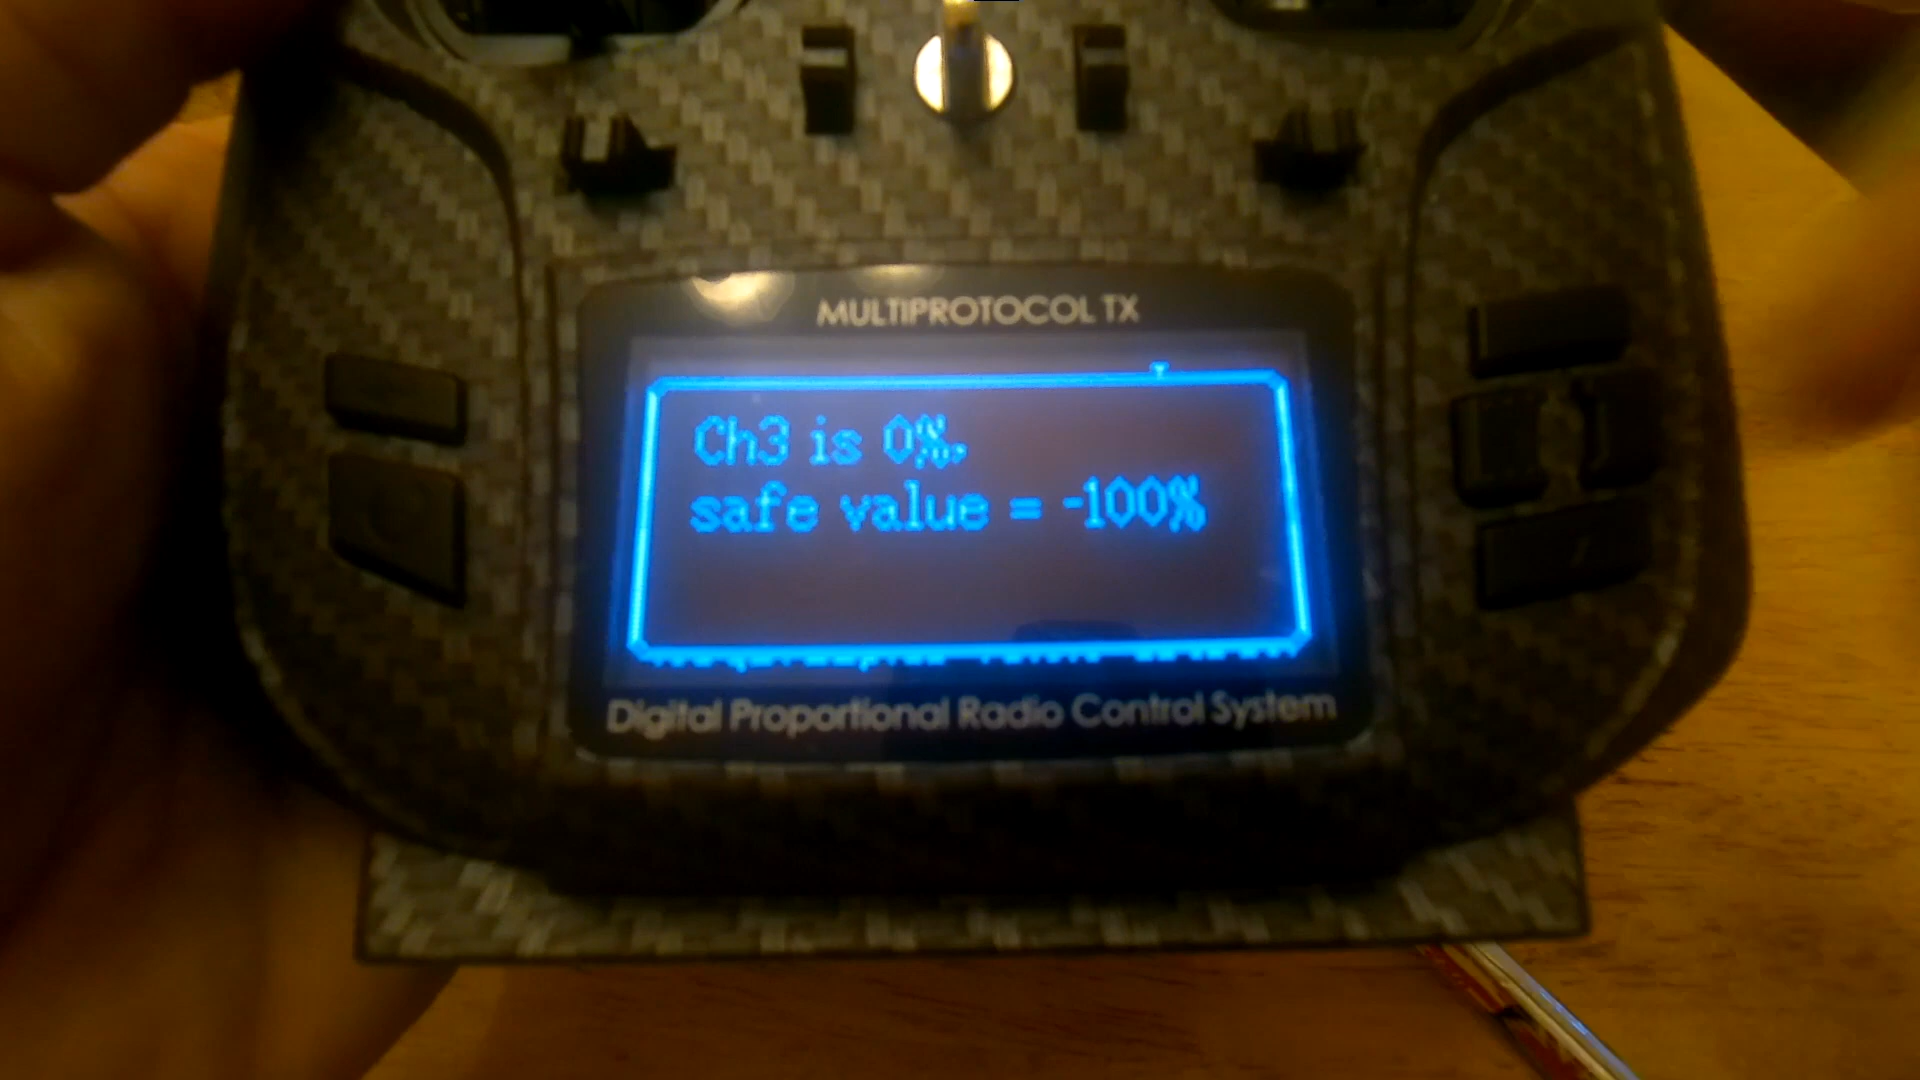 MULTIPROTOCOL TX
Ch3 is 0%,
safe value = -100%
Digital Proportional Radio Control System